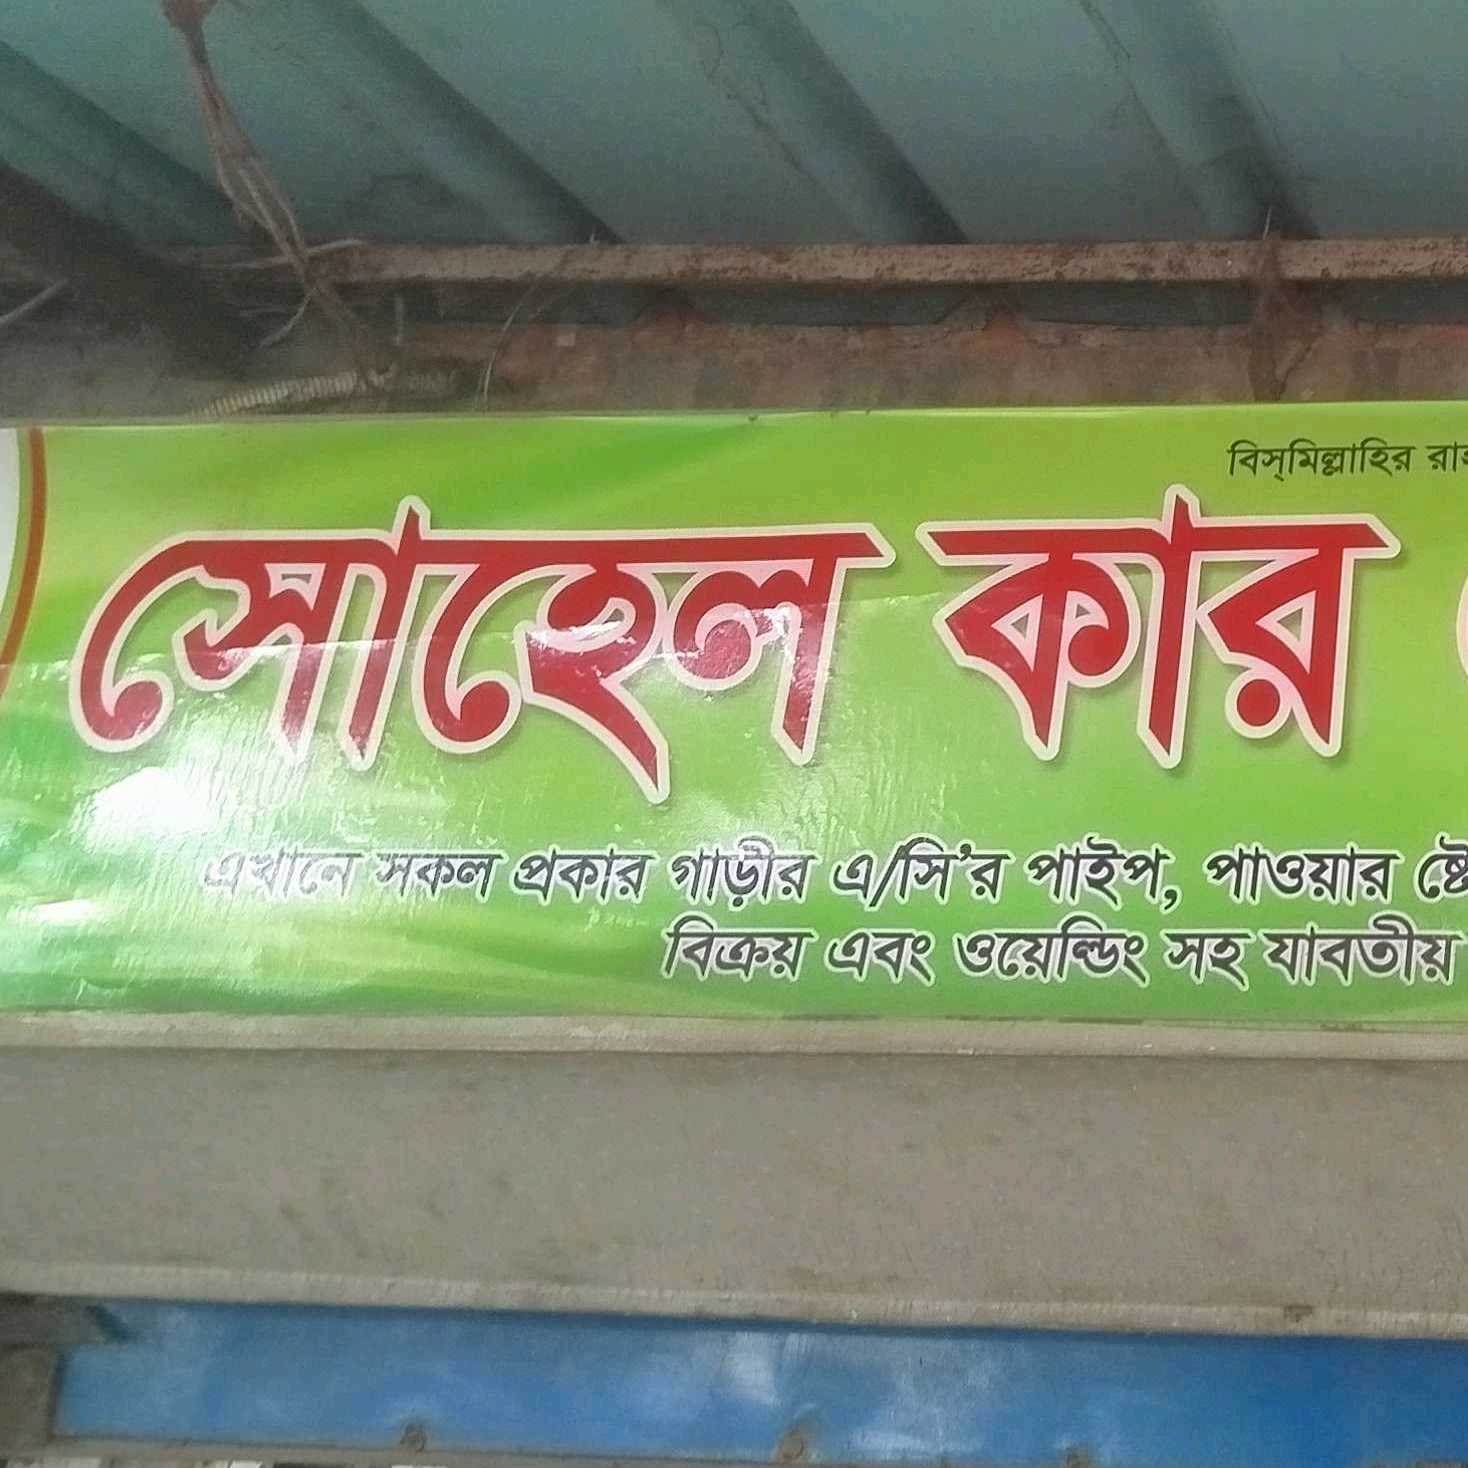 বিস্‌মিল্লাহির
সোহেল কার
এখানে সকল প্রকার গাড়ীর এ/সি'র পাইপ, পাওয়ার
বিক্রয় এবং ওয়েল্ডিং সহ যাবতীয়